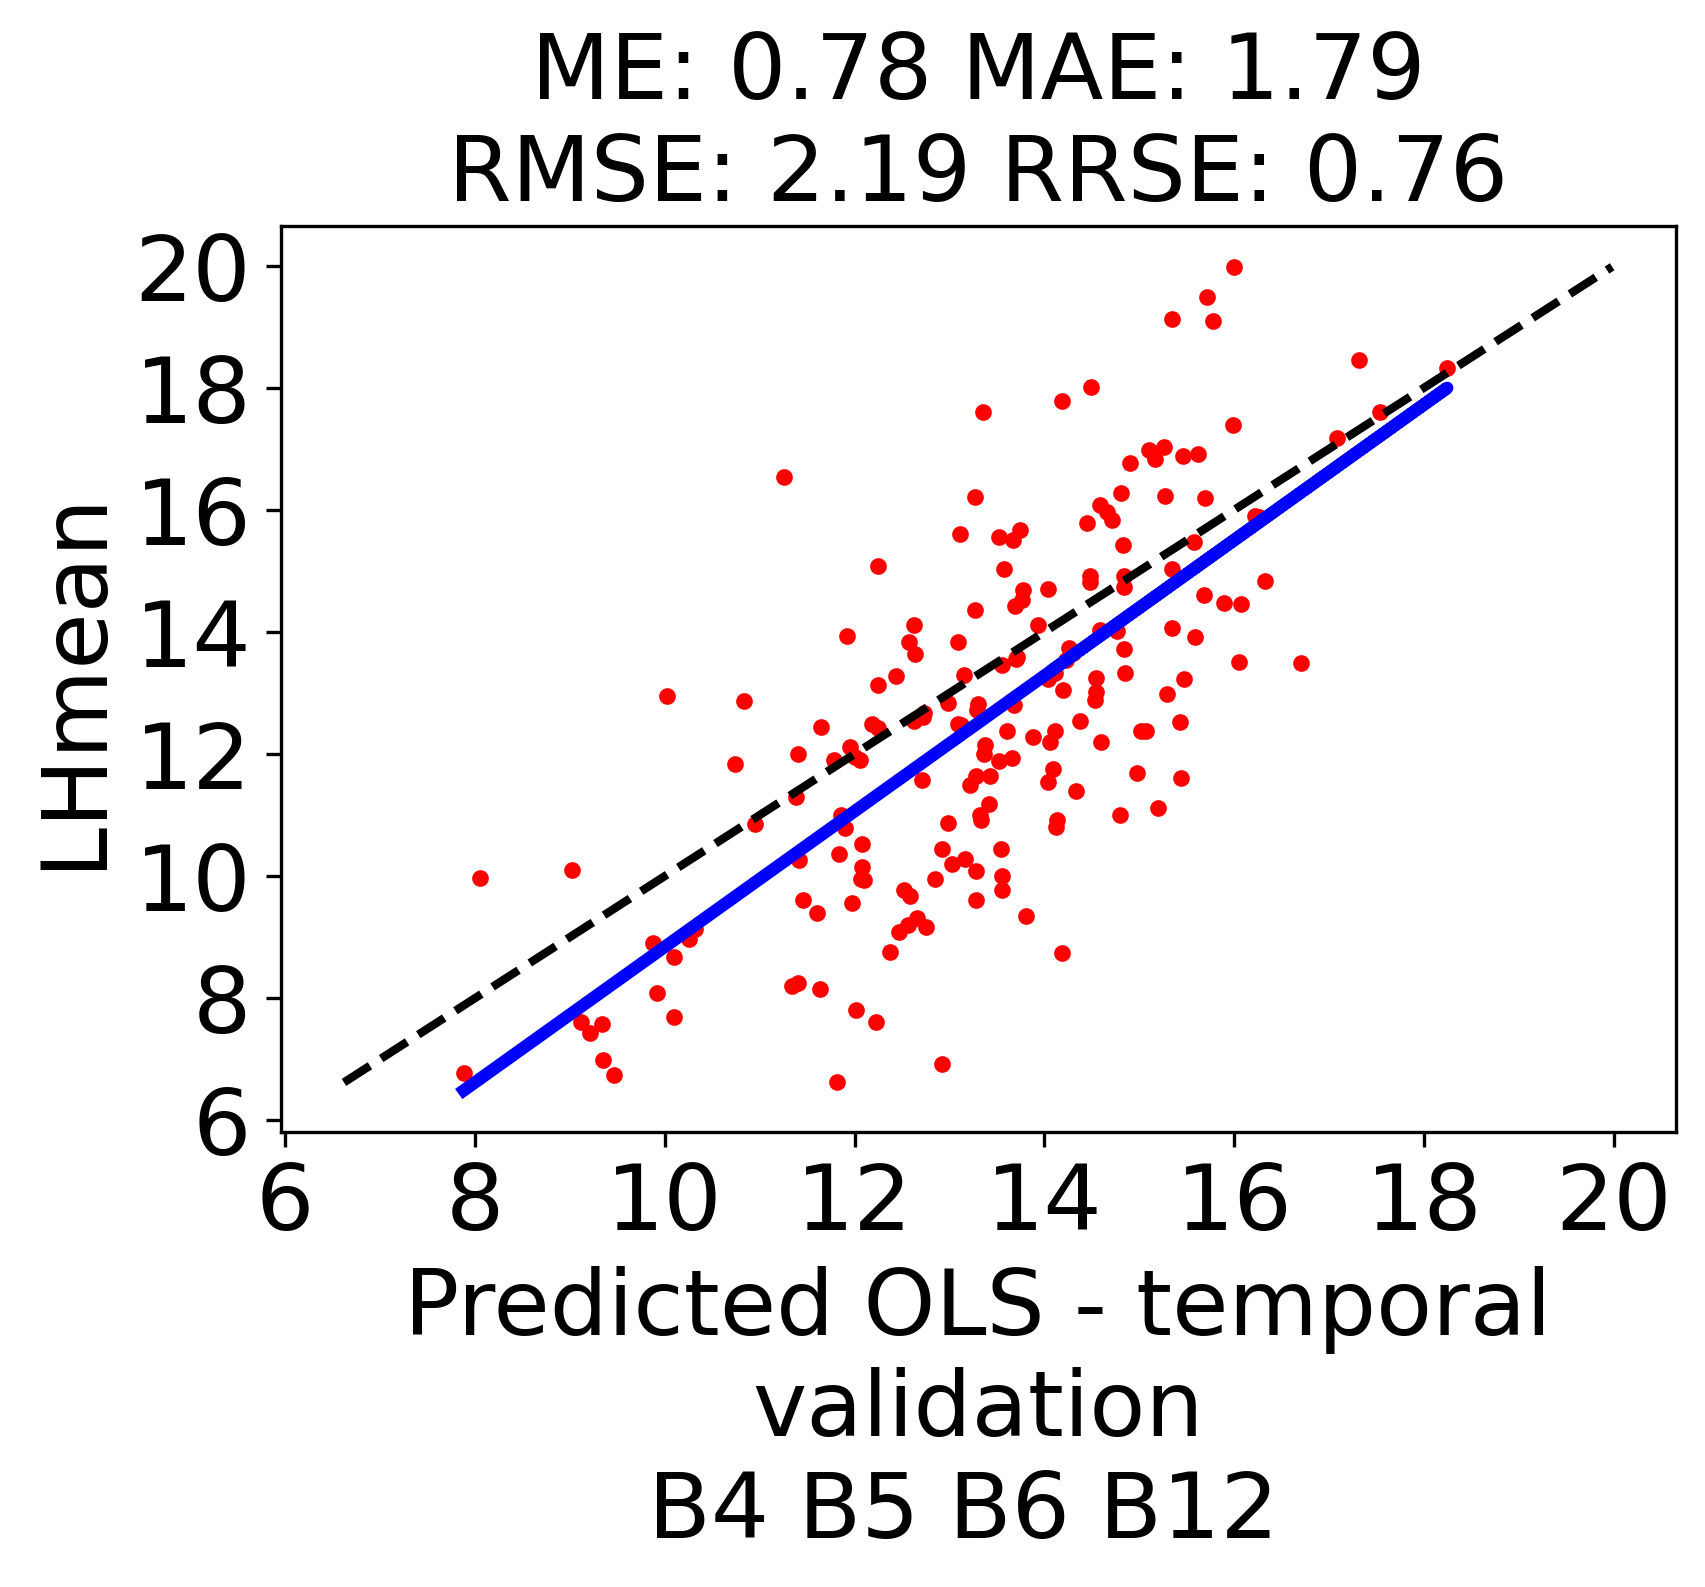 ME: 0.78 MAE: 1.79
RMSE: 2.19 RRSE: 0.76
20
18
16
14
12
10
8
6
LHmean
6 8 10 12 14 16 18 20
Predicted OLS - temporal
validation
B4 B5 B6 B12